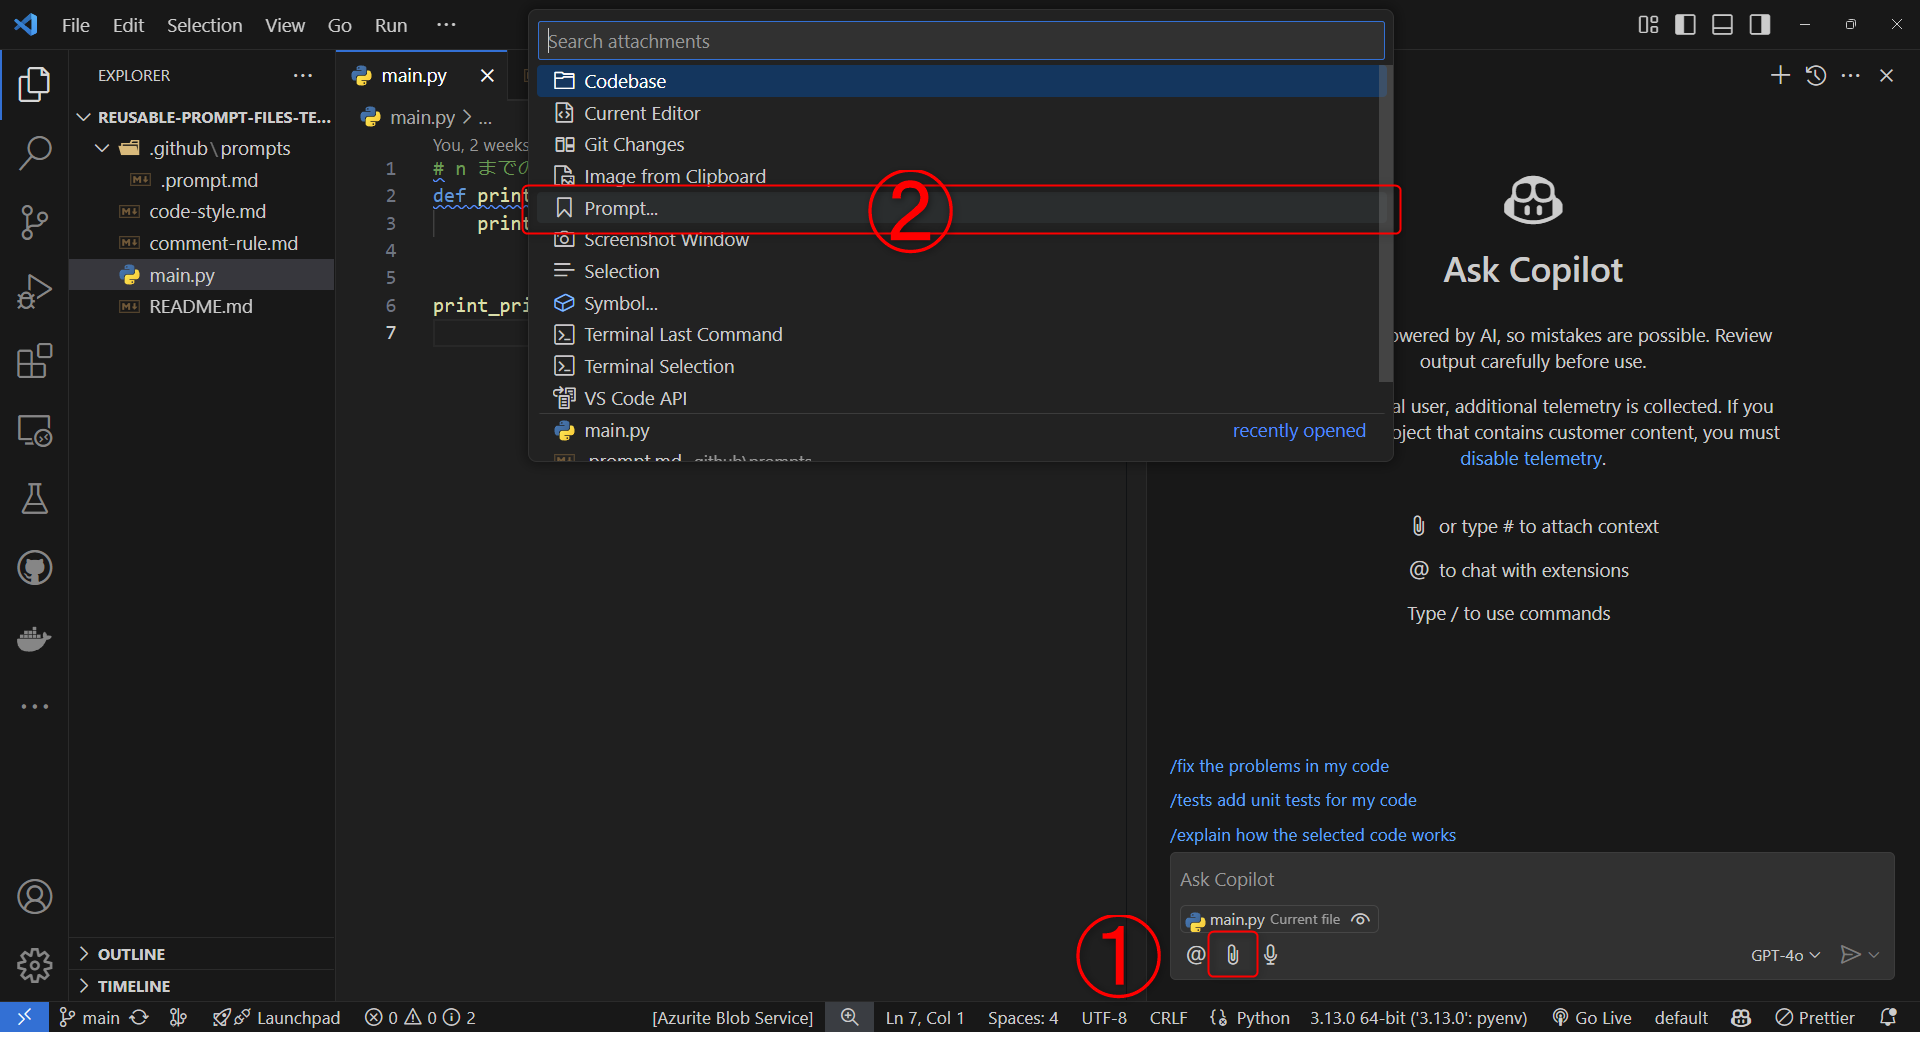 File Edit Selection View Go Run ...
Search attachments
Codebase
Current Editor
Git Changes
Image from Clipboard
Prompt...
Screenshot Window
Selection
Symbol...
Terminal Last Command
Terminal Selection
VS Code API
main.py recently opened
②
EXPLORER
REUSABLE-PROMPT-FILES-TE...
.github\prompts
.prompt.md
code-style.md
comment-rule.md
main.py
README.md
OUTLINE
TIMELINE
main.py
main.py > ...
You, 2 weeks
1 # n まで
2 def print
3 print
4
5
6 print_pri
7
Ask Copilot
owered by AI, so mistakes are possible. Review
output carefully before use.
al user, additional telemetry is collected. If you
ject that contains customer content, you must
disable telemetry.
or type # to attach context
@ to chat with extensions
Type / to use commands
/fix the problems in my code
/tests add unit tests for my code
/explain how the selected code works
Ask Copilot
main.py Current file
①
@ GPT-4o
main Launchpad 0 0 2 [Azurite Blob Service] Ln 7, Col 1 Spaces: 4 UTF-8 CRLF Python 3.13.0 64-bit ('3.13.0': pyenv) Go Live default Prettier